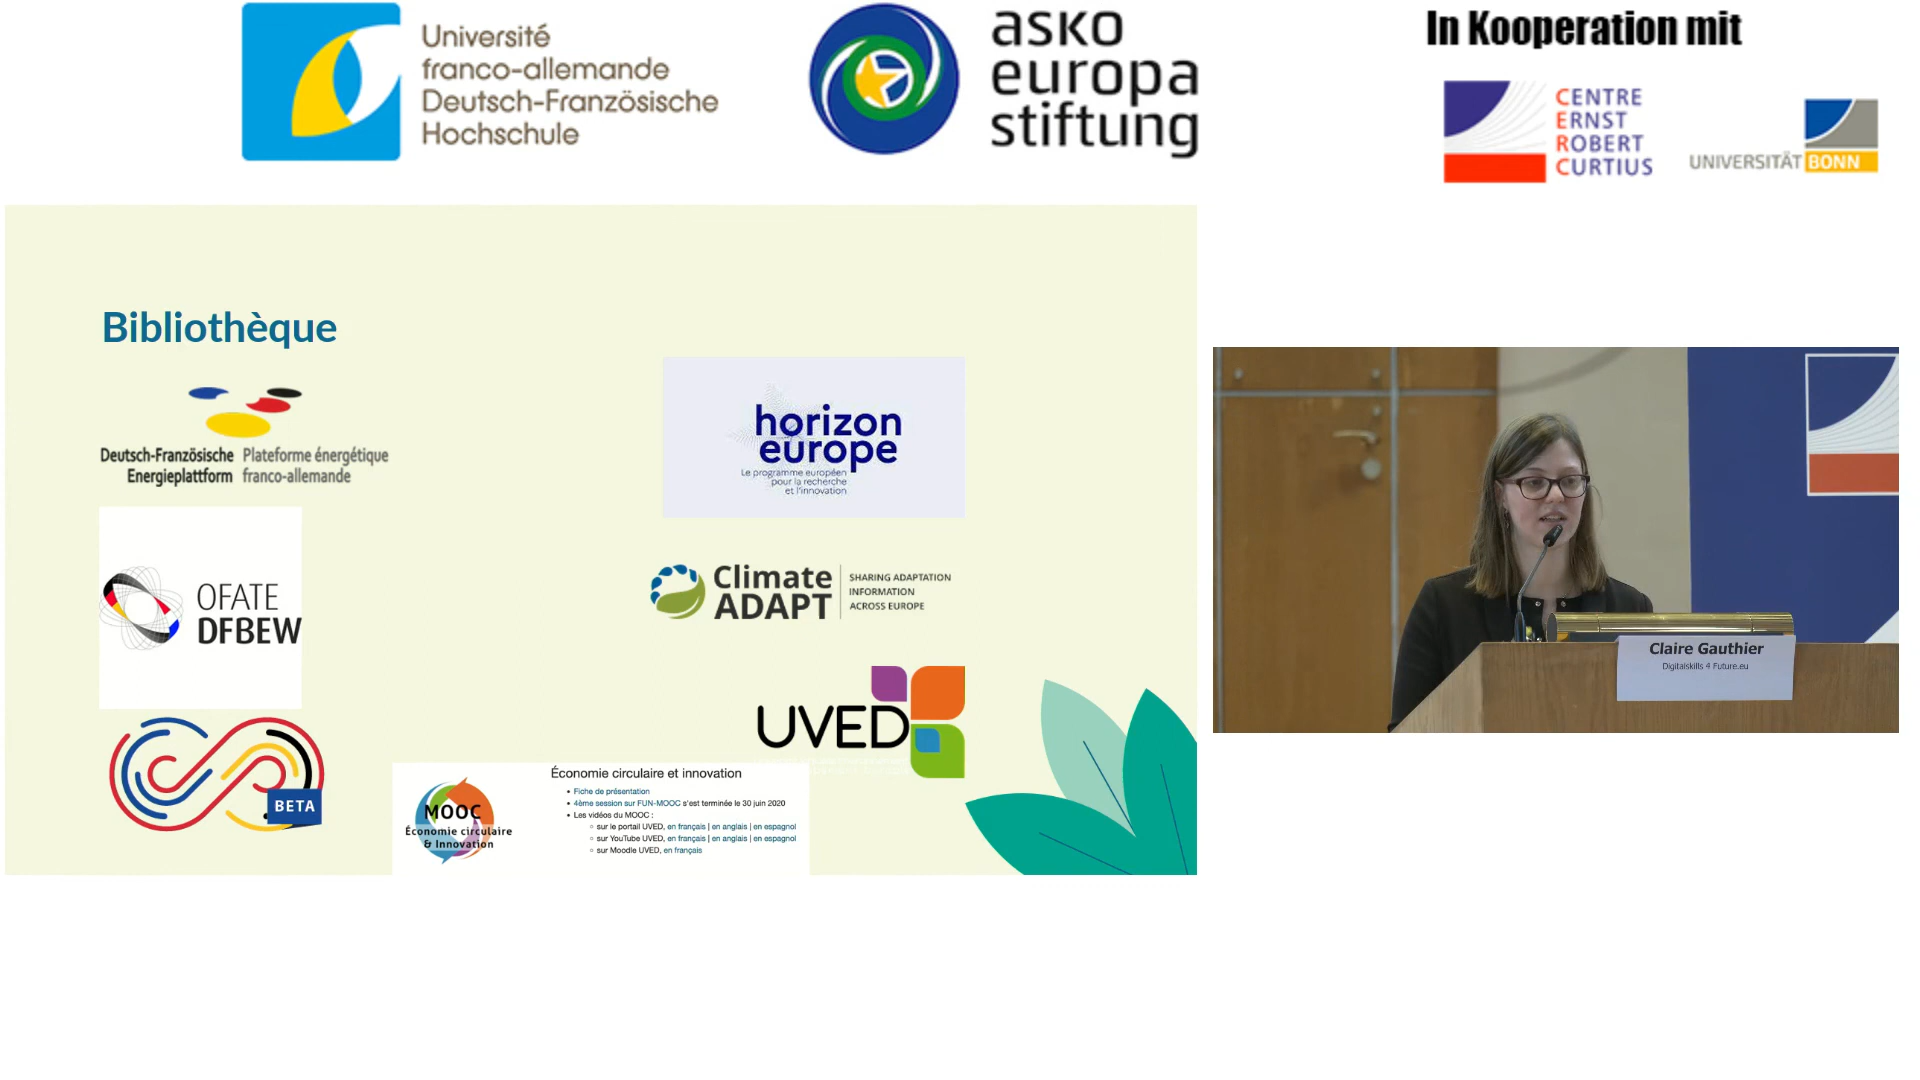 Université
franco-allemande
Deutsch-Französische
Hochschule
asko
europa
stiftung
In Kooperation mit
CENTRE
ERNST
ROBERT
CURTIUS
UNIVERSITÄT BONN
Bibliothèque
Deutsch-Französische
Energieplattform
Plateforme énergétique
franco-allemande
horizon
europe
Le programme européen
pour la recherche
et l'innovation
OFATE
DFBEW
Climate
ADAPT
SHARING ADAPTATION
INFORMATION
ACROSS EUROPE
UVED
BETA
MOOC
Économie circulaire
& Innovation
Économie circulaire et innovation
• Fiche de présentation
• 4ème session sur FUN-MOOC s'est terminée le 30 juin 2020
• Les vidéos du MOOC :
○ sur le portail UVED, en français | en anglais | en espagnol
○ sur YouTube UVED, en français | en anglais | en espagnol
○ sur Moodle UVED, en français
Claire Gauthier
Digitalskills 4 Future.eu